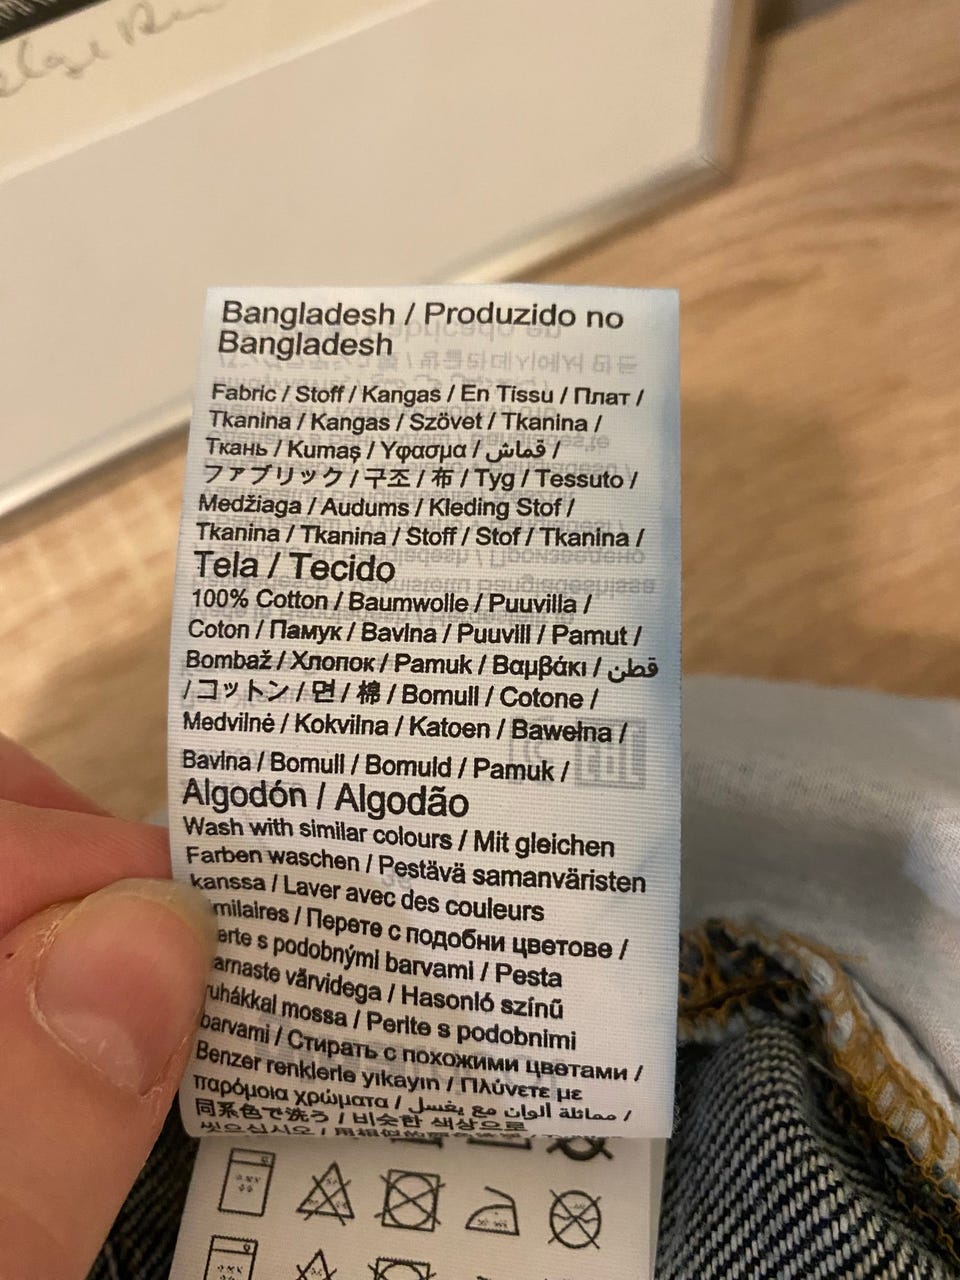 Bangladesh / Produzido no
Bangladesh
Fabric / Stoff / Kangas / En Tissu / Плат /
Tkanina / Kangas / Szövet / Tkanina /
Ткань / Kumaş / Υφασμα / قماش /
ファブリック / 구조 / 布 / Tyg / Tessuto /
Medžiaga / Audums / Kleding Stof /
Tkanina / Tkanina / Stoff / Stof / Tkanina /
Tela / Tecido
100% Cotton / Baumwolle / Puuvilla /
Coton / Памук / Bavlna / Puuvill / Pamut /
Bombaž / Хлопок / Pamuk / Βαμβάκι / قطن
/ コットン / 면 / 棉 / Bomull / Cotone /
Medvilnė / Kokvilna / Katoen / Bawełna /
Bavlna / Bomull / Bomuld / Pamuk /
Algodón / Algodão
Wash with similar colours / Mit gleichen
Farben waschen / Pestävä samanväristen
kanssa / Laver avec des couleurs
milaires / Перете с подобни цветове /
erte s podobnými barvami / Pesta
arnaste värvidega / Hasonló színű
ruhákkal mossa / Perite s podobnimi
barvami / Стирать с похожими цветами /
Benzer renklerle yıkayın / Πλύνετε με
παρόμοια χρώματα / مماثلة ألوان مع يغسل /
同系色で洗う / 비슷한 색상으로